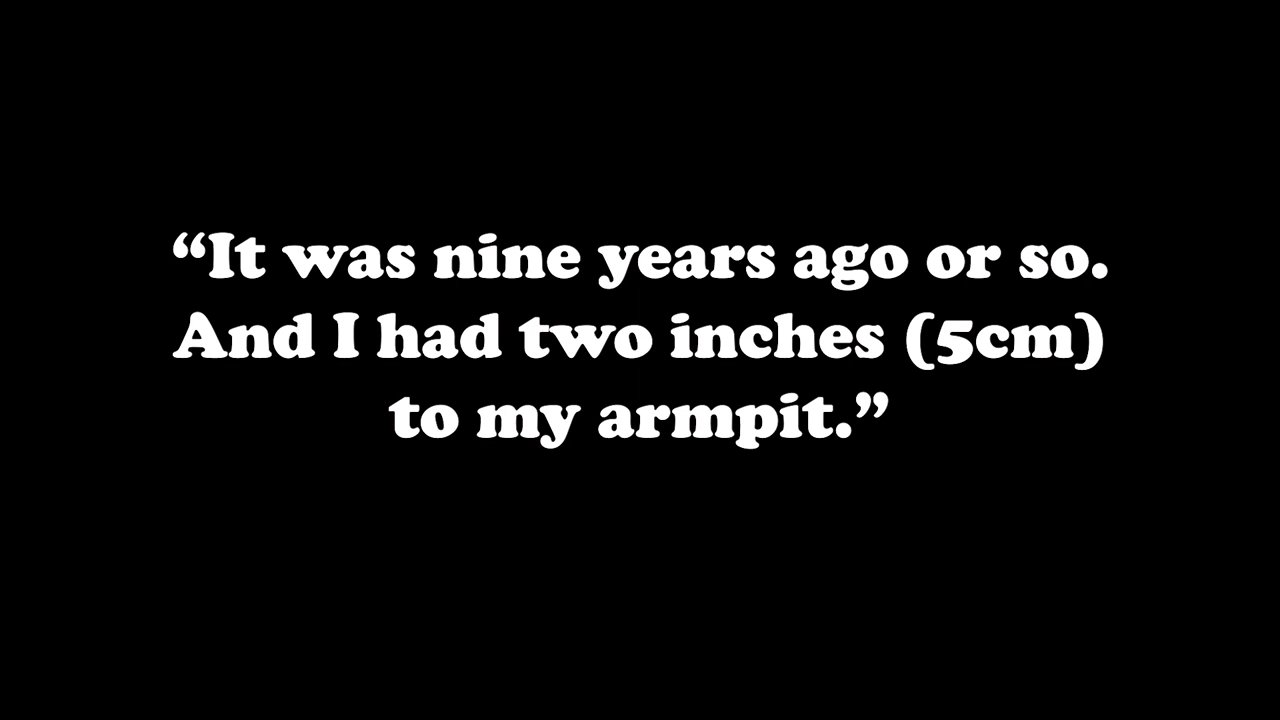 “It was nine years ago or so.
And I had two inches (5cm)
to my armpit.”